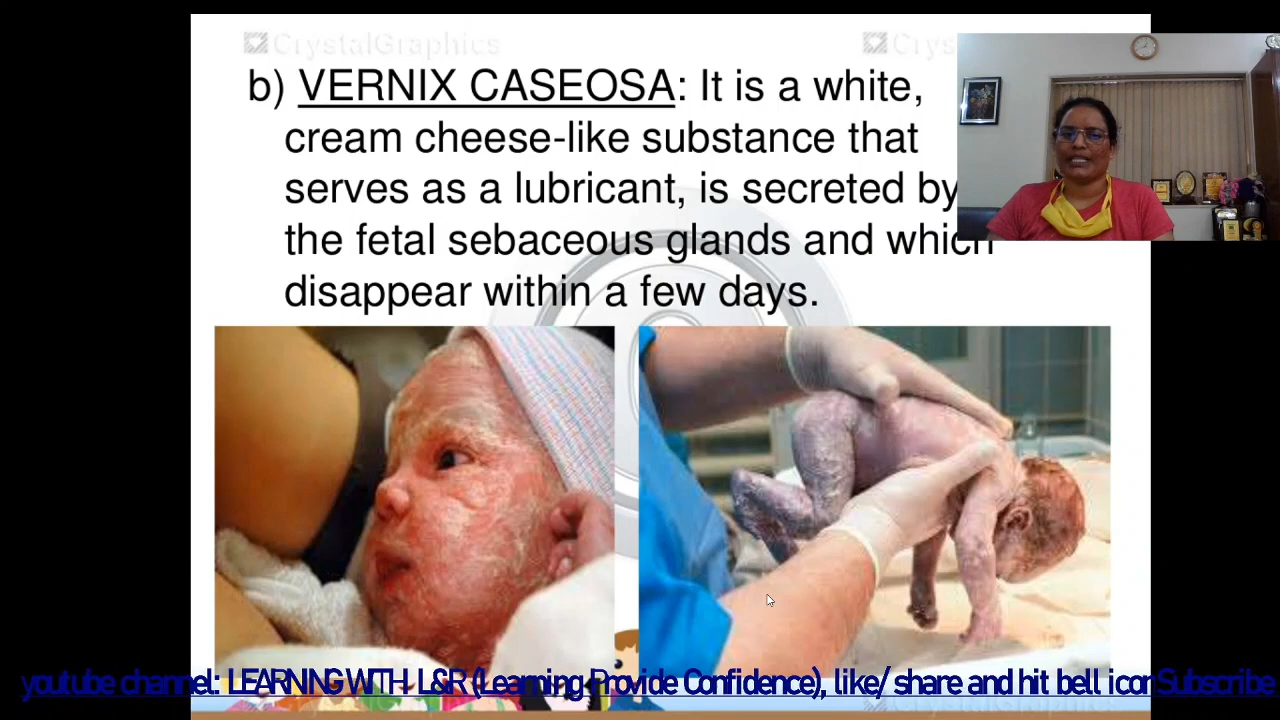 CrystalGraphics
Crys
b) VERNIX CASEOSA: It is a white,
cream cheese-like substance that
serves as a lubricant, is secreted by
the fetal sebaceous glands and which
disappear within a few days.
youtube channel: LEARNING WITH L&R (Learning Provide Confidence), like/ share and hit bell icon Subscribe